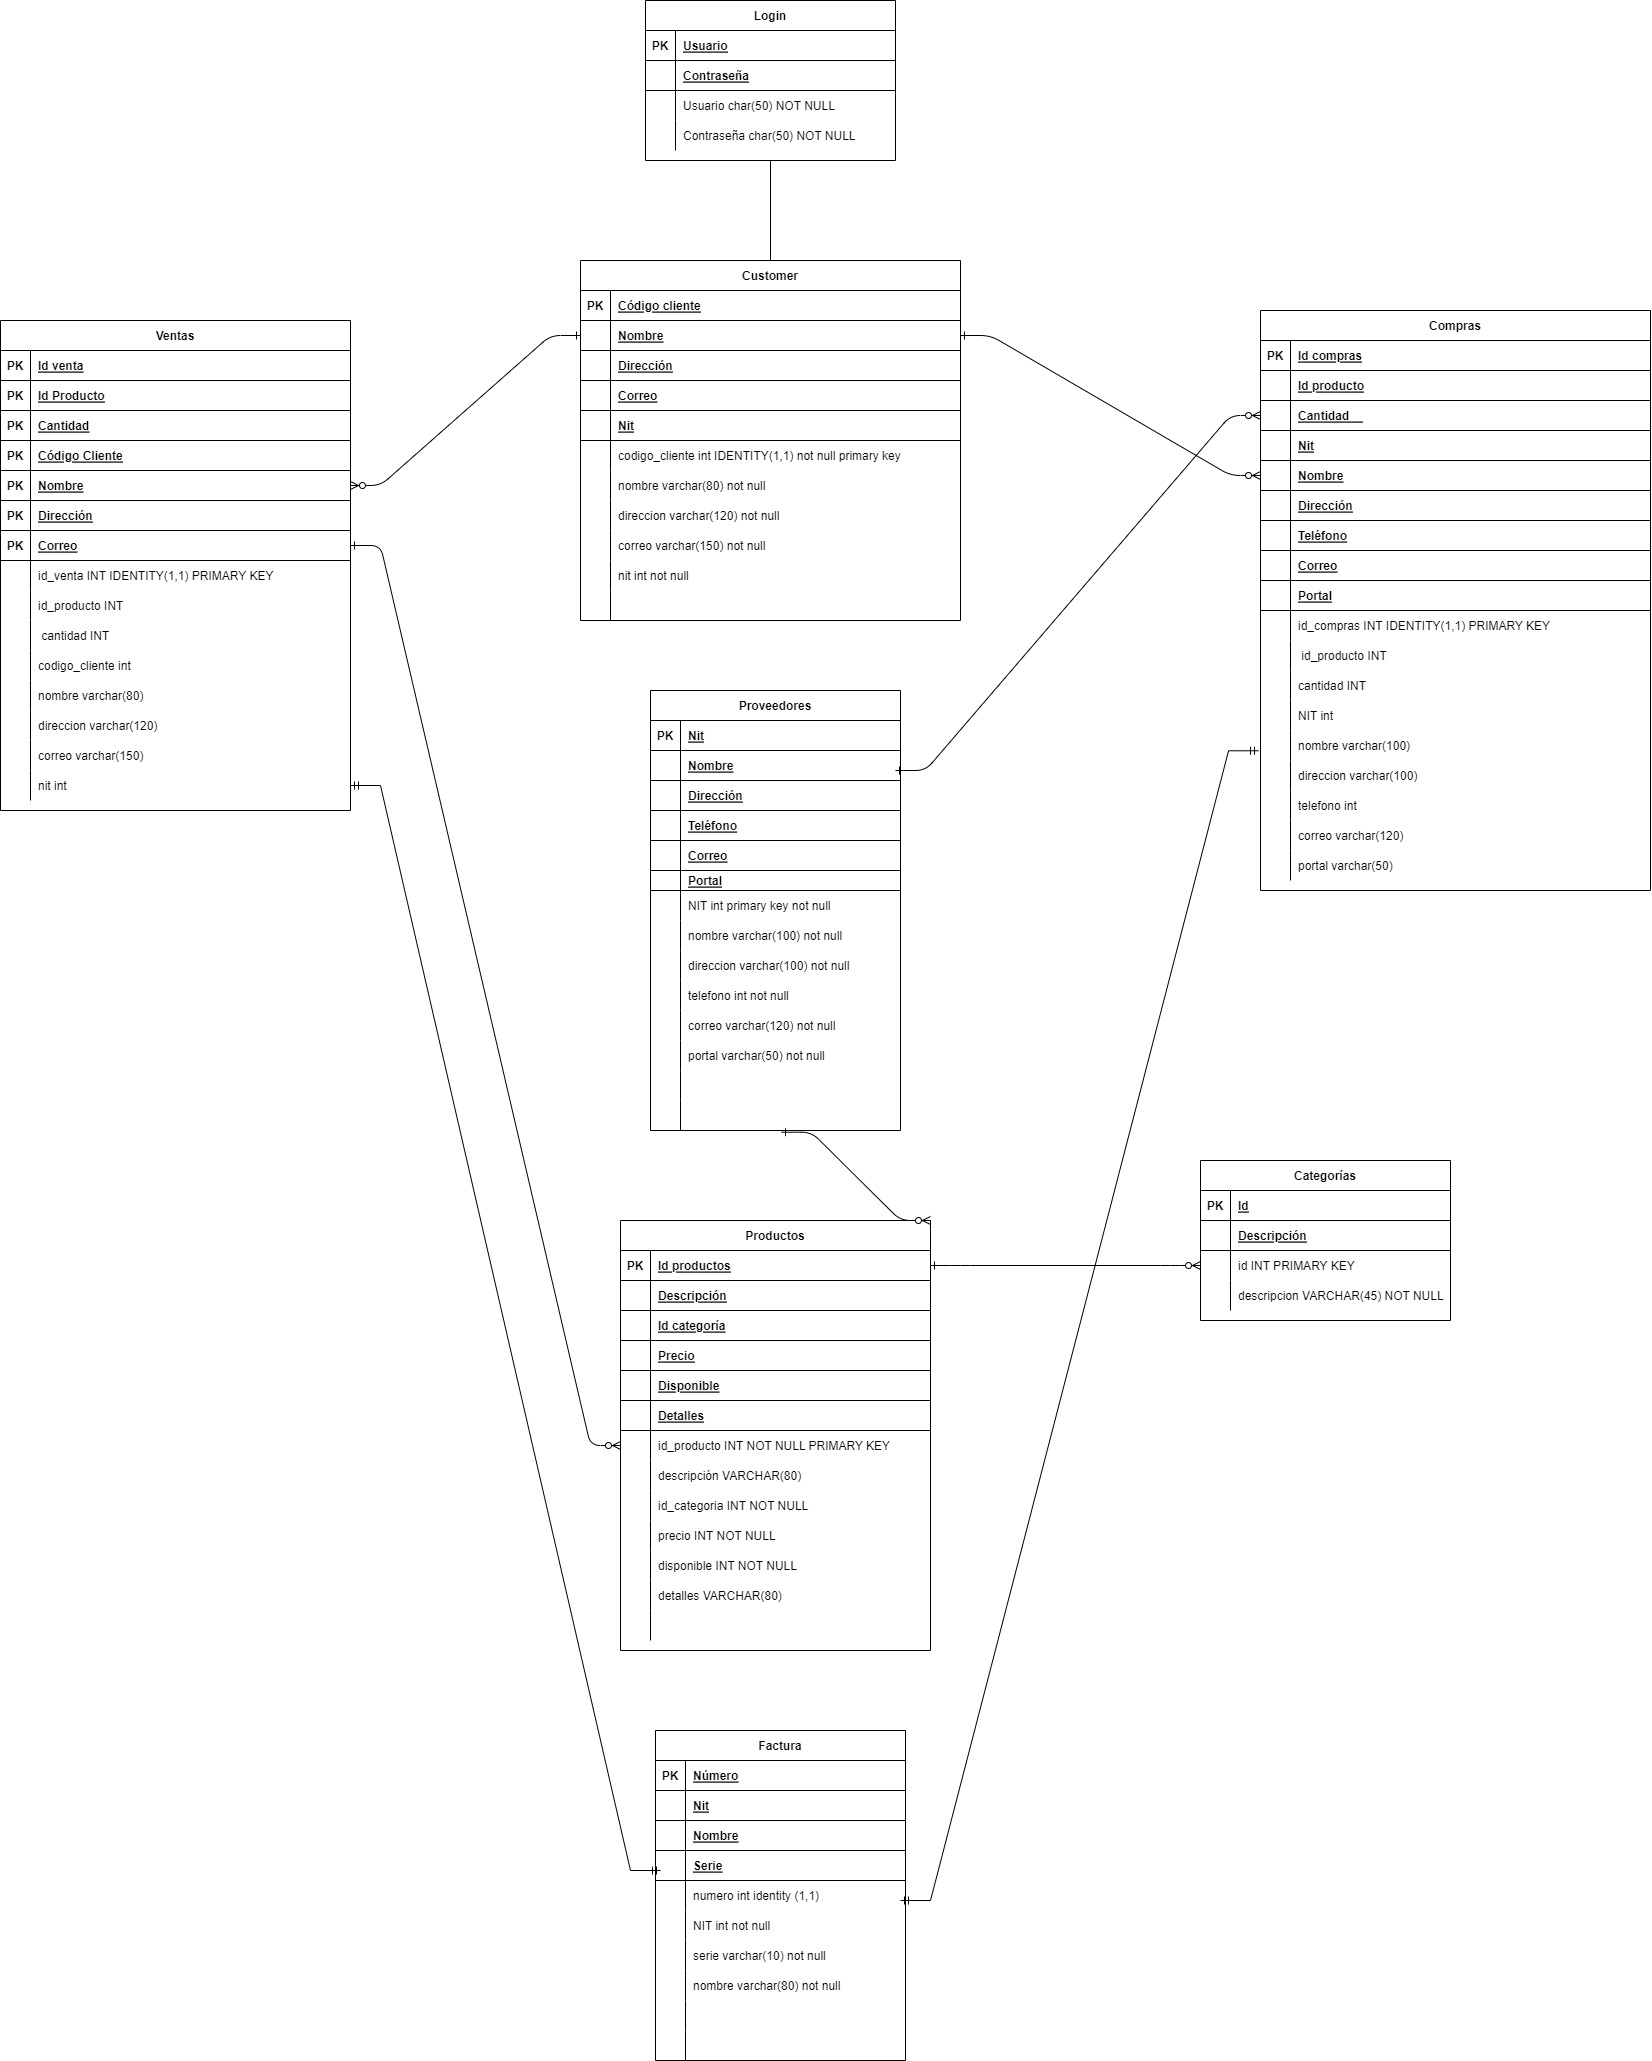 Login
PK Usuario
Contraseña
Usuario char(50) NOT NULL
Contraseña char(50) NOT NULL
Customer
PK Código cliente
Nombre
Dirección
Correo
Nit
codigo_cliente int IDENTITY(1,1) not null primary key
nombre varchar(80) not null
direccion varchar(120) not null
correo varchar(150) not null
nit int not null
Ventas
PK Id venta
PK Id Producto
PK Cantidad
PK Código Cliente
PK Nombre
PK Dirección
PK Correo
id_venta INT IDENTITY(1,1) PRIMARY KEY
id_producto INT
cantidad INT
codigo_cliente int
nombre varchar(80)
direccion varchar(120)
correo varchar(150)
nit int
Compras
PK Id compras
Id producto
Cantidad
Nit
Nombre
Dirección
Teléfono
Correo
Portal
id_compras INT IDENTITY(1,1) PRIMARY KEY
id_producto INT
cantidad INT
NIT int
nombre varchar(100)
direccion varchar(100)
telefono int
correo varchar(120)
portal varchar(50)
Proveedores
PK Nit
Nombre
Dirección
Teléfono
Correo
Portal
NIT int primary key not null
nombre varchar(100) not null
direccion varchar(100) not null
telefono int not null
correo varchar(120) not null
portal varchar(50) not null
Categorías
PK Id
Descripción
id INT PRIMARY KEY
descripcion VARCHAR(45) NOT NULL
Productos
PK Id productos
Descripción
Id categoría
Precio
Disponible
Detalles
id_producto INT NOT NULL PRIMARY KEY
descripción VARCHAR(80)
id_categoria INT NOT NULL
precio INT NOT NULL
disponible INT NOT NULL
detalles VARCHAR(80)
Factura
PK Número
Nit
Nombre
Serie
numero int identity (1,1)
NIT int not null
serie varchar(10) not null
nombre varchar(80) not null